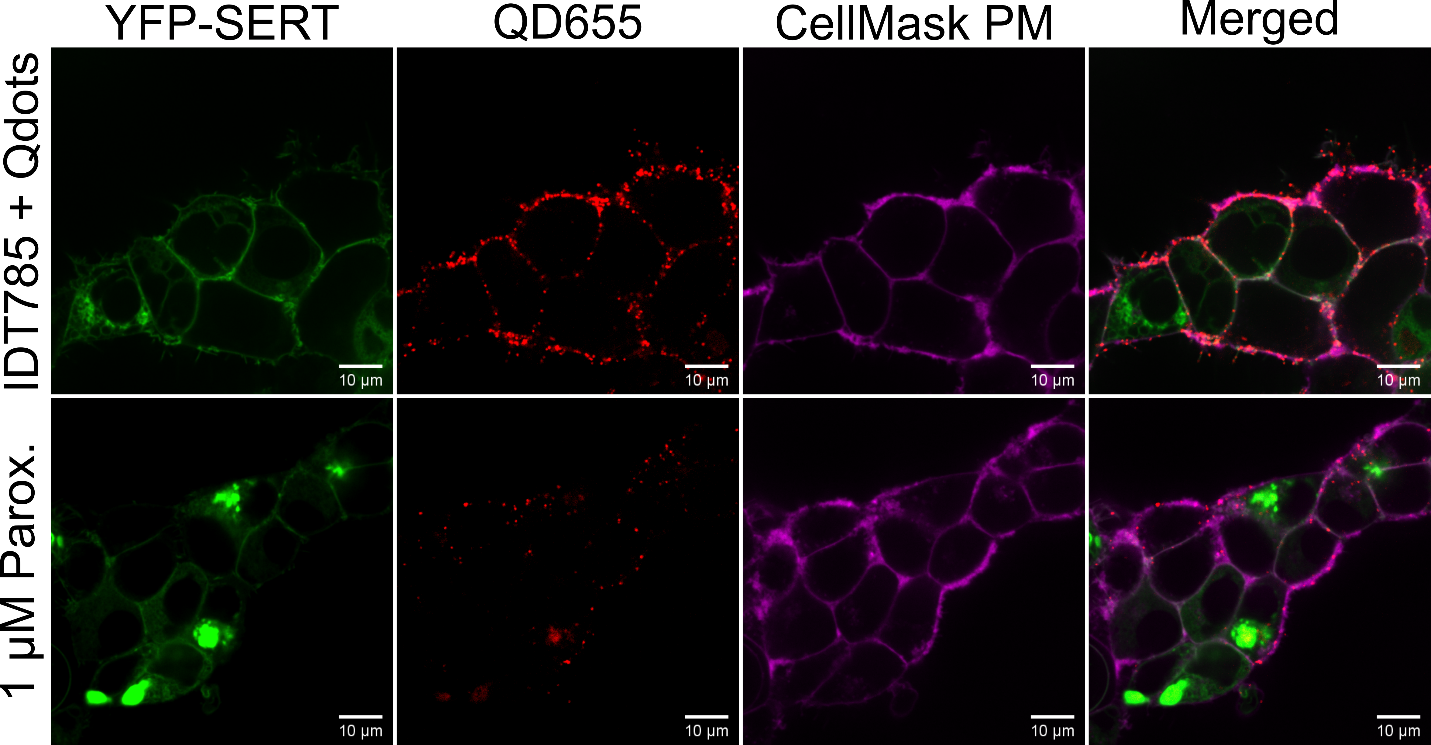 YFP-SERT QD655 CellMask PM Merged
IDT785 + Qdots
10 µm 10 µm 10 µm 10 µm
1 µM Parox.
10 µm 10 µm 10 µm 10 µm